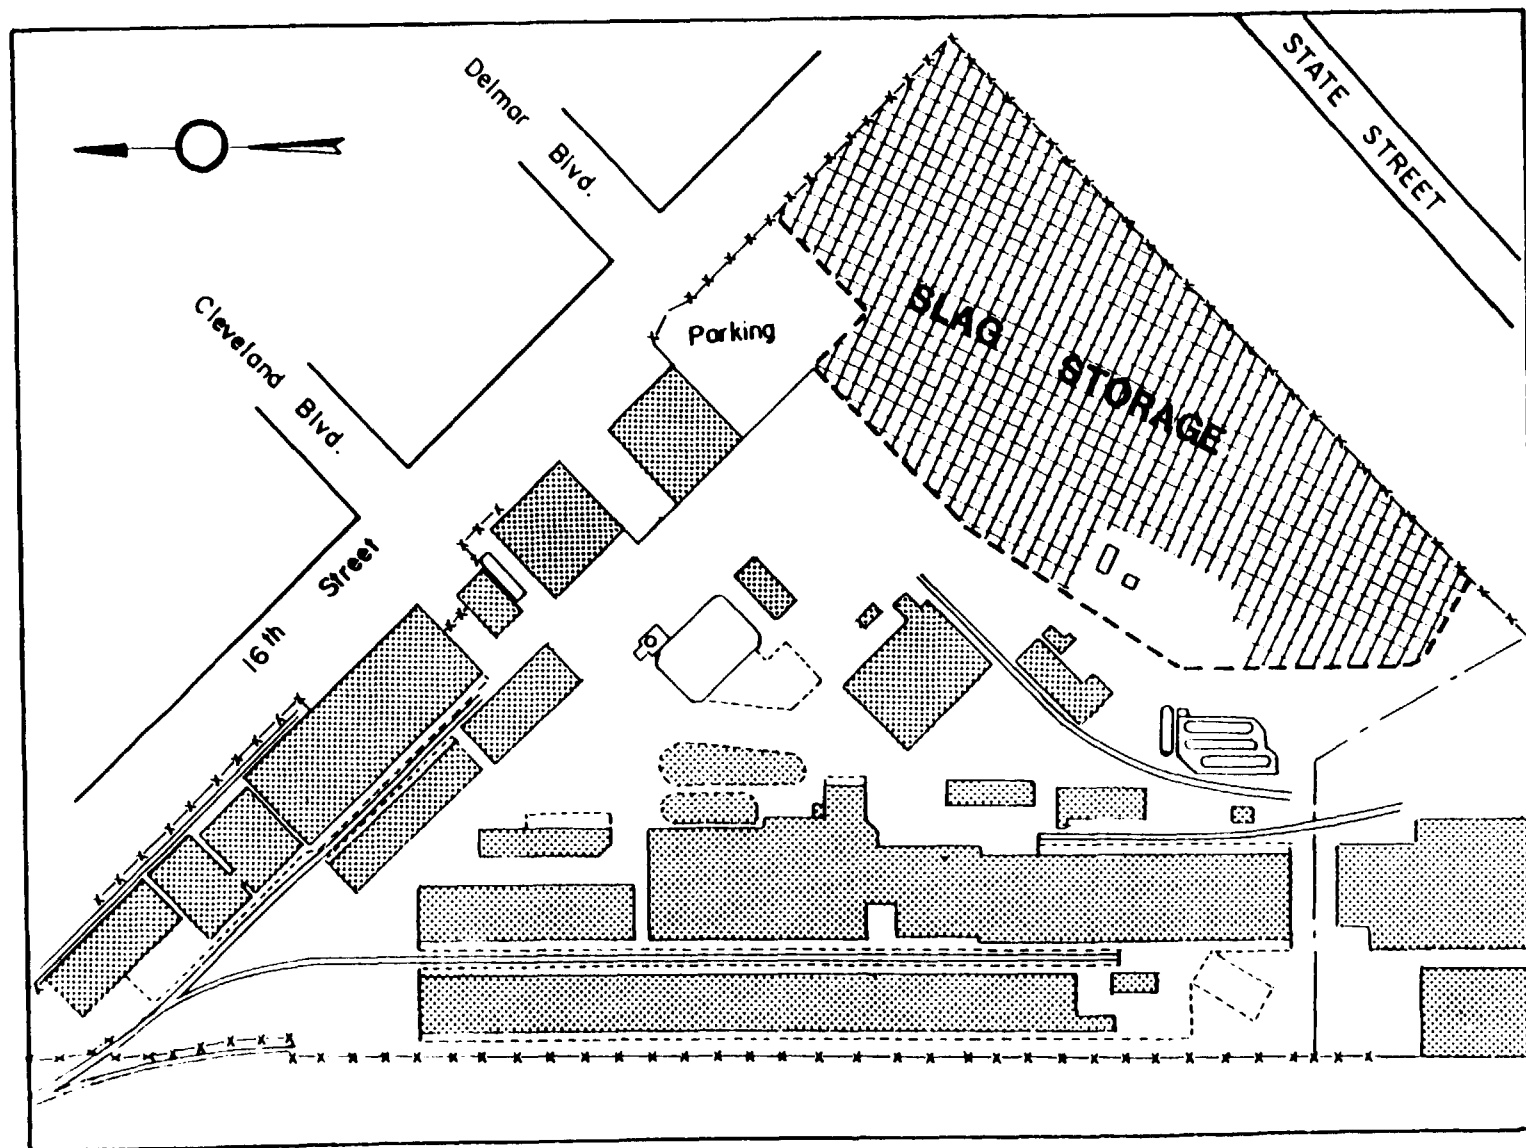 STATE STREET
Delmar Blvd.
Cleveland Blvd.
Parking
SLAG STORAGE
16th Street